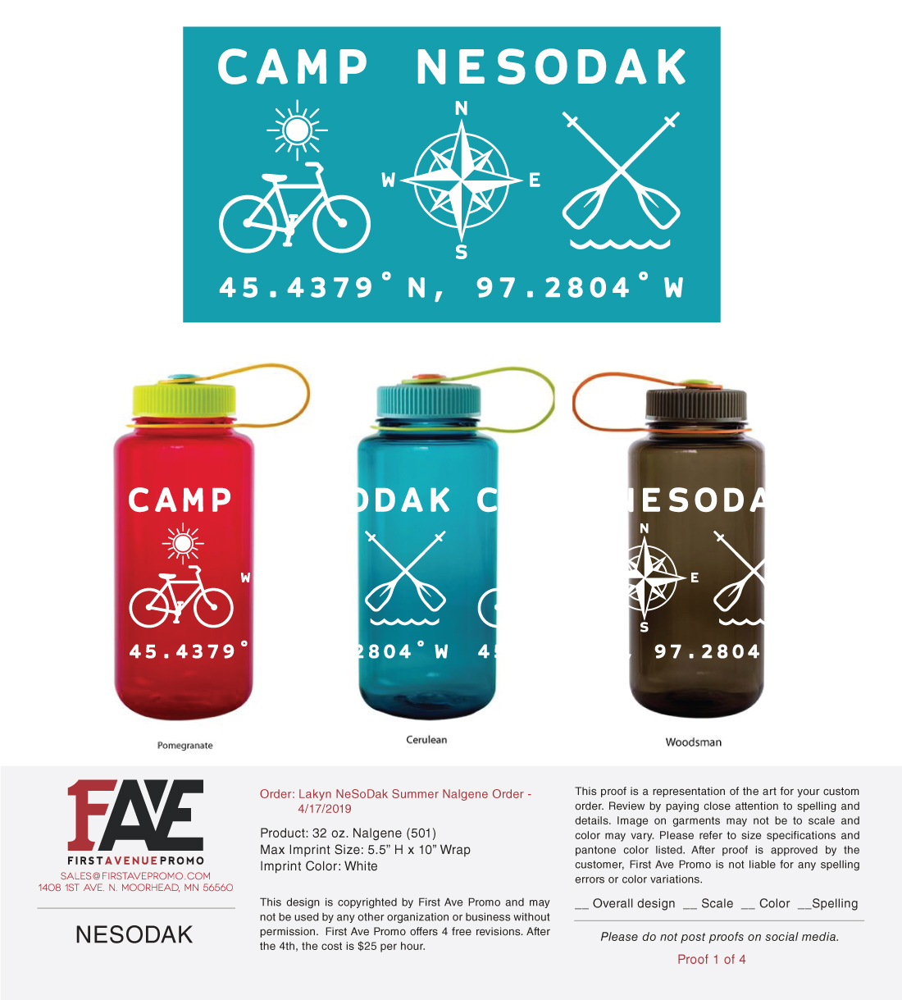 CAMP NESODAK
N
W E
S
45.4379° N, 97.2804° W
CAMP
W
45.4379°
ODAK C
2804° W 45
NESODA
N
E
S
, 97.2804
Pomegranate
Cerulean
Woodsman
1FAVE
FIRSTAVENUEPROMO
SALES@FIRSTAVEPROMO.COM
1408 1ST AVE. N. MOORHEAD, MN 56560
NESODAK
Order: Lakyn NeSoDak Summer Nalgene Order -
4/17/2019
Product: 32 oz. Nalgene (501)
Max Imprint Size: 5.5” H x 10” Wrap
Imprint Color: White
This design is copyrighted by First Ave Promo and may
not be used by any other organization or business without
permission. First Ave Promo offers 4 free revisions. After
the 4th, the cost is $25 per hour.
This proof is a representation of the art for your custom
order. Review by paying close attention to spelling and
details. Image on garments may not be to scale and
color may vary. Please refer to size specifications and
pantone color listed. After proof is approved by the
customer, First Ave Promo is not liable for any spelling
errors or color variations.
__ Overall design __ Scale __ Color __Spelling
Please do not post proofs on social media.
Proof 1 of 4